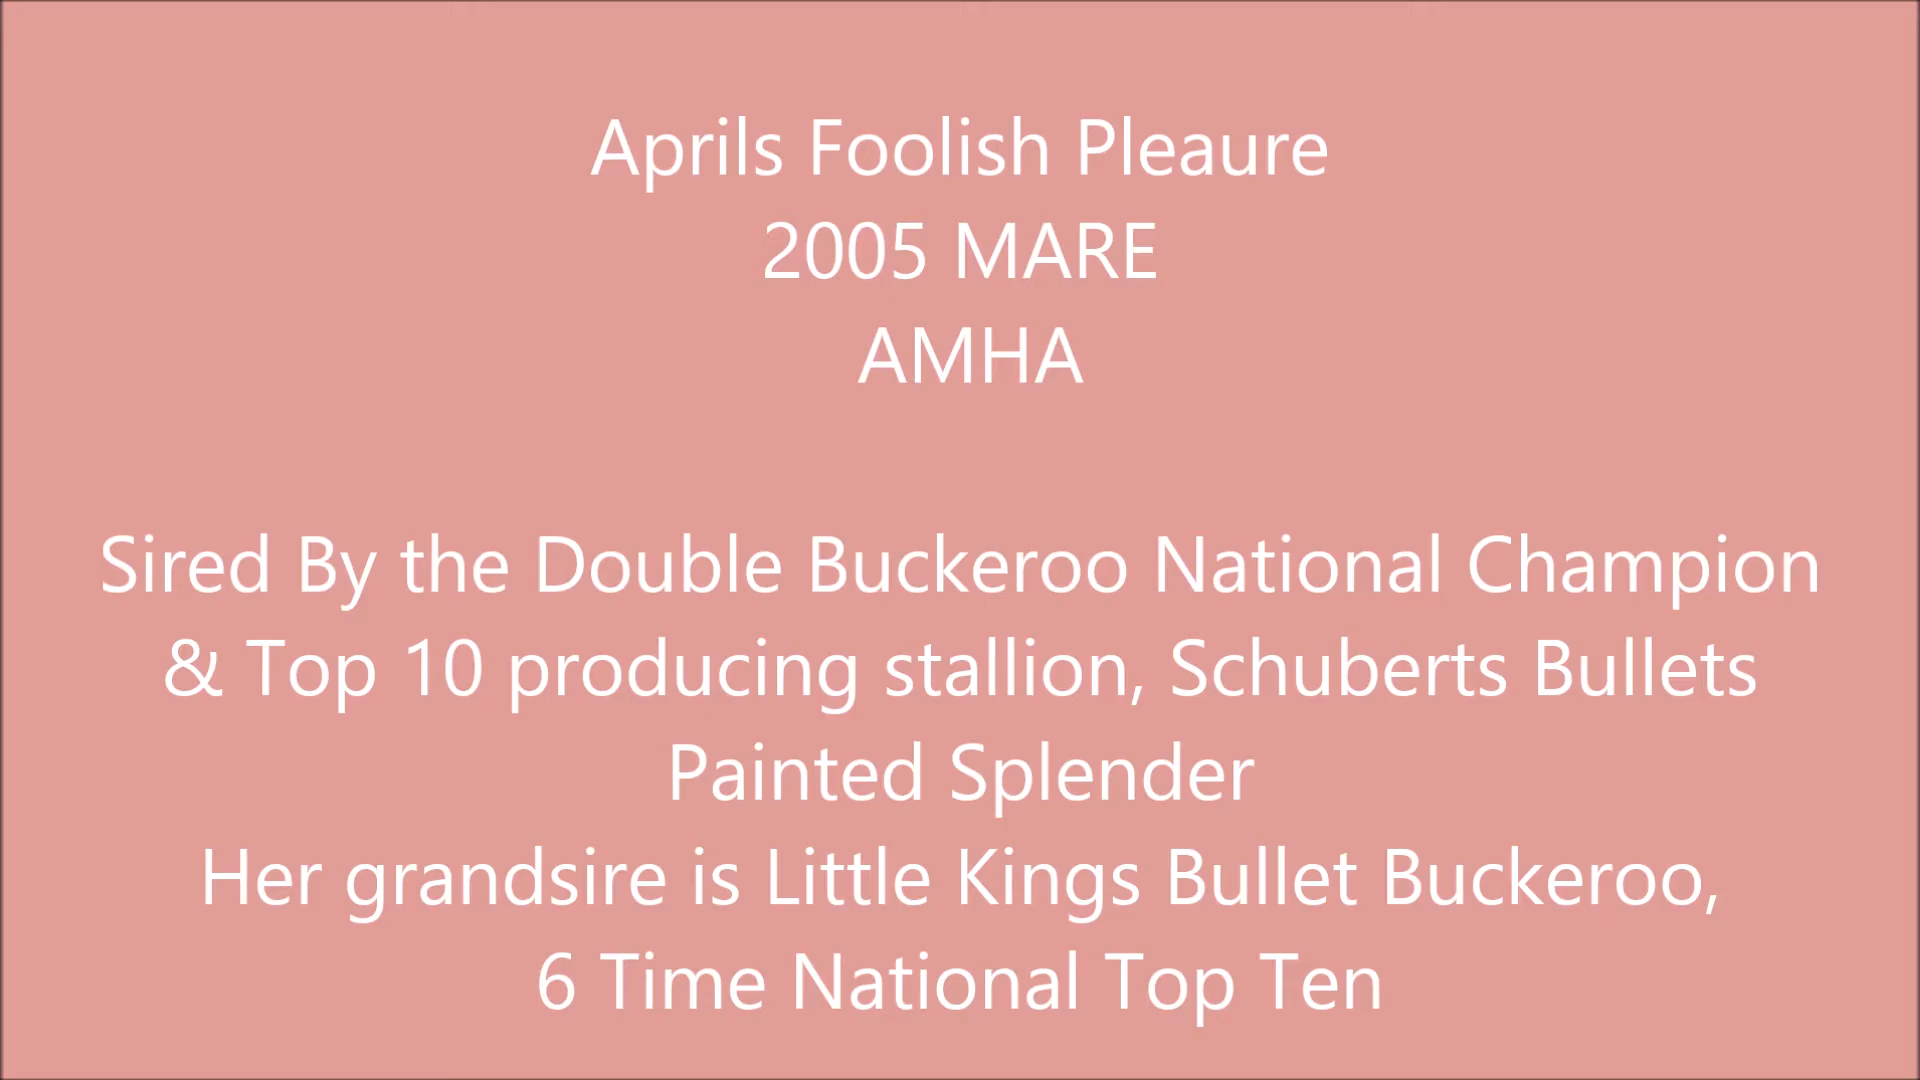 Aprils Foolish Pleaure
2005 MARE
AMHA
Sired By the Double Buckeroo National Champion
& Top 10 producing stallion, Schuberts Bullets
Painted Splender
Her grandsire is Little Kings Bullet Buckeroo,
6 Time National Top Ten